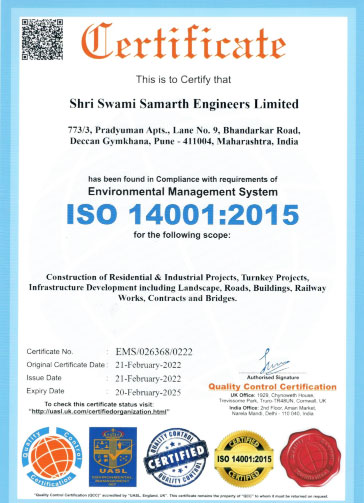 Certificate
This is to Certify that
Shri Swami Samarth Engineers Limited
773/3, Pradyuman Apts., Lane No. 9, Bhandarkar Road,
Deccan Gymkhana, Pune - 411004, Maharashtra, India
has been found in Compliance with requirements of
Environmental Management System
ISO 14001:2015
for the following scope:
Construction of Residential & Industrial Projects, Turnkey Projects,
Infrastructure Development including Landscape, Roads, Buildings, Railway
Works, Contracts and Bridges.
Certificate No. : EMS/026368/0222
Original Certificate Date : 21-February-2022
Issue Date : 21-February-2022
Expiry Date : 20-February-2025
To check this certificate status visit:
"http://uasl.uk.com/certifiedorganization.html"
Authorised Signature
Quality Control Certification
UK Office: 1928, Chynoweth House,
Trevissome Park, Truro-TR48UN, Cornwall, UK
India Office: 2nd Floor, Aman Market,
Narela Mandi, Delhi - 110 040, India
Quality Control
Certification
UASL
QUALITY CONTROL
CERTIFIED
CERTIFIED
ISO 14001:2015
"Quality Control Certification (QCC)" accredited by "UASL, England, UK". This certificate remains the property of "QCC" to whom it must be returned on request.